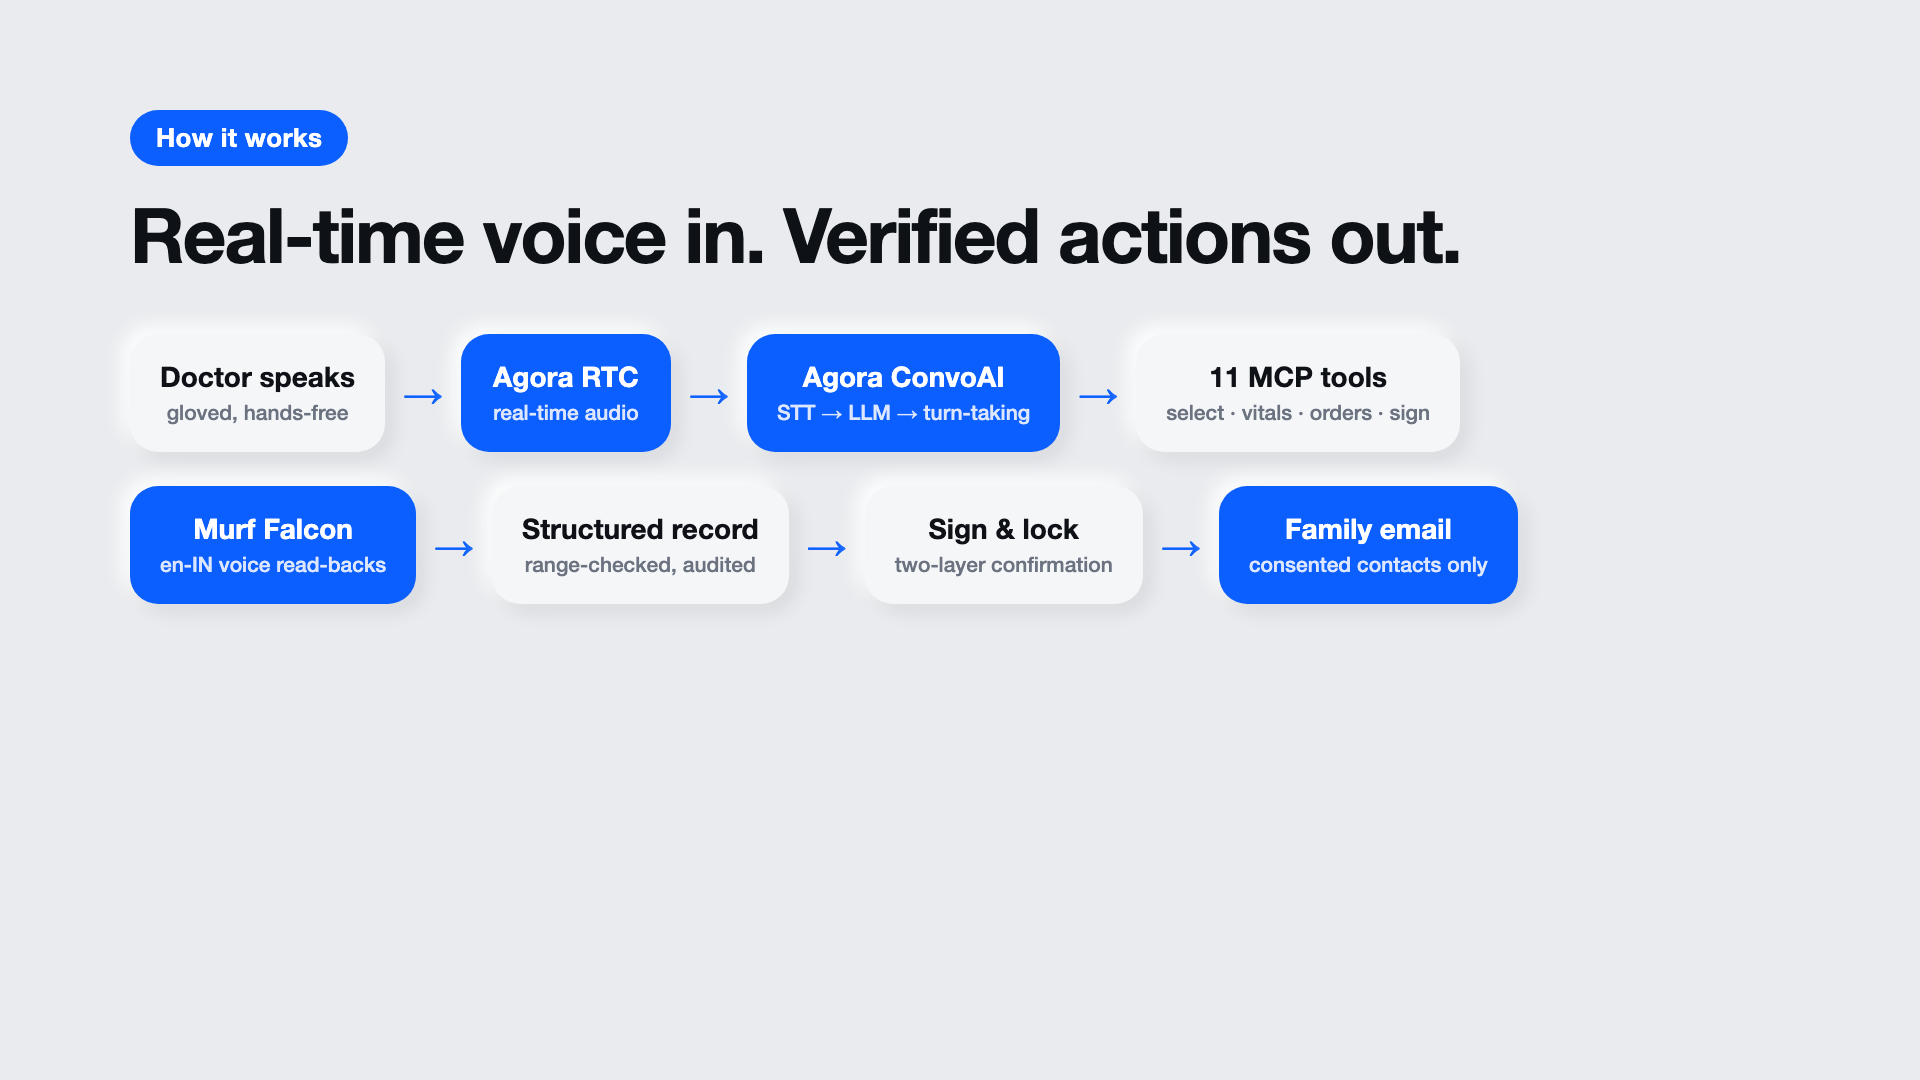 How it works
Real-time voice in. Verified actions out.
Doctor speaks
gloved, hands-free
→
Agora RTC
real-time audio
→
Agora ConvoAI
STT → LLM → turn-taking
→
11 MCP tools
select · vitals · orders · sign
Murf Falcon
en-IN voice read-backs
→
Structured record
range-checked, audited
→
Sign & lock
two-layer confirmation
→
Family email
consented contacts only